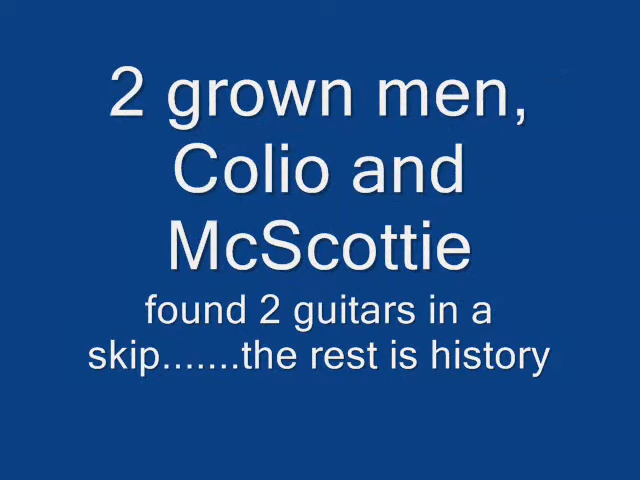 2 grown men,
Colio and
McScottie
found 2 guitars in a
skip.......the rest is history